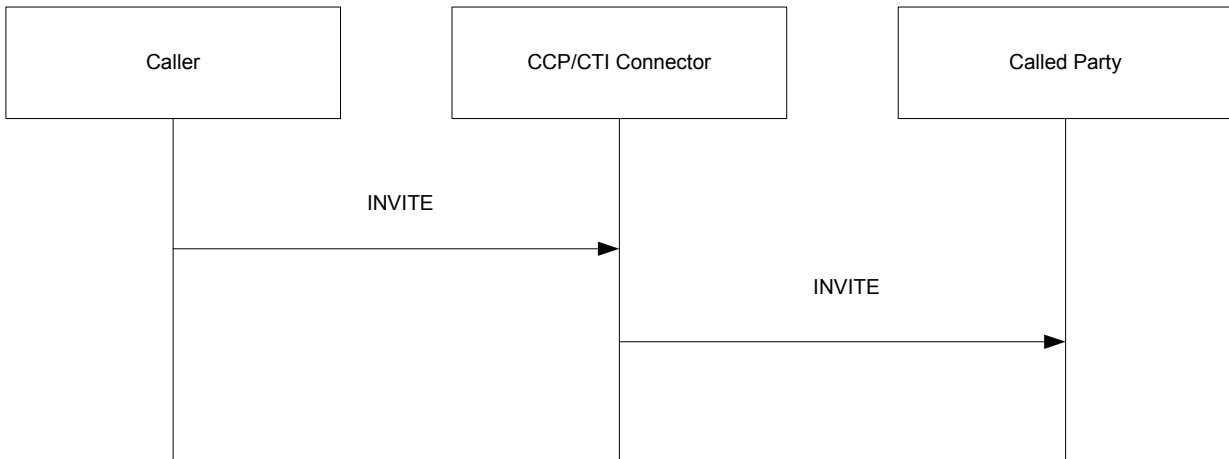 Caller
CCP/CTI Connector
Called Party
INVITE
INVITE